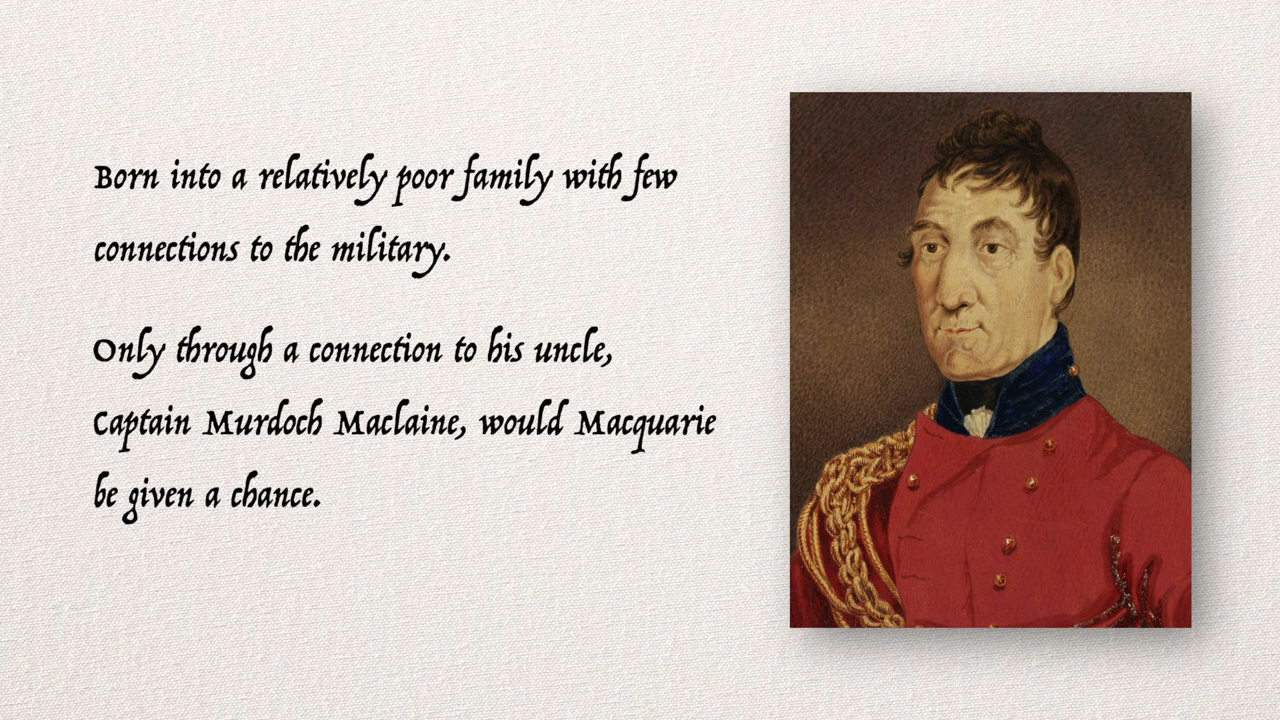 Born into a relatively poor family with few
connections to the military.
Only through a connection to his uncle,
Captain Murdoch Maclaine, would Macquarie
be given a chance.